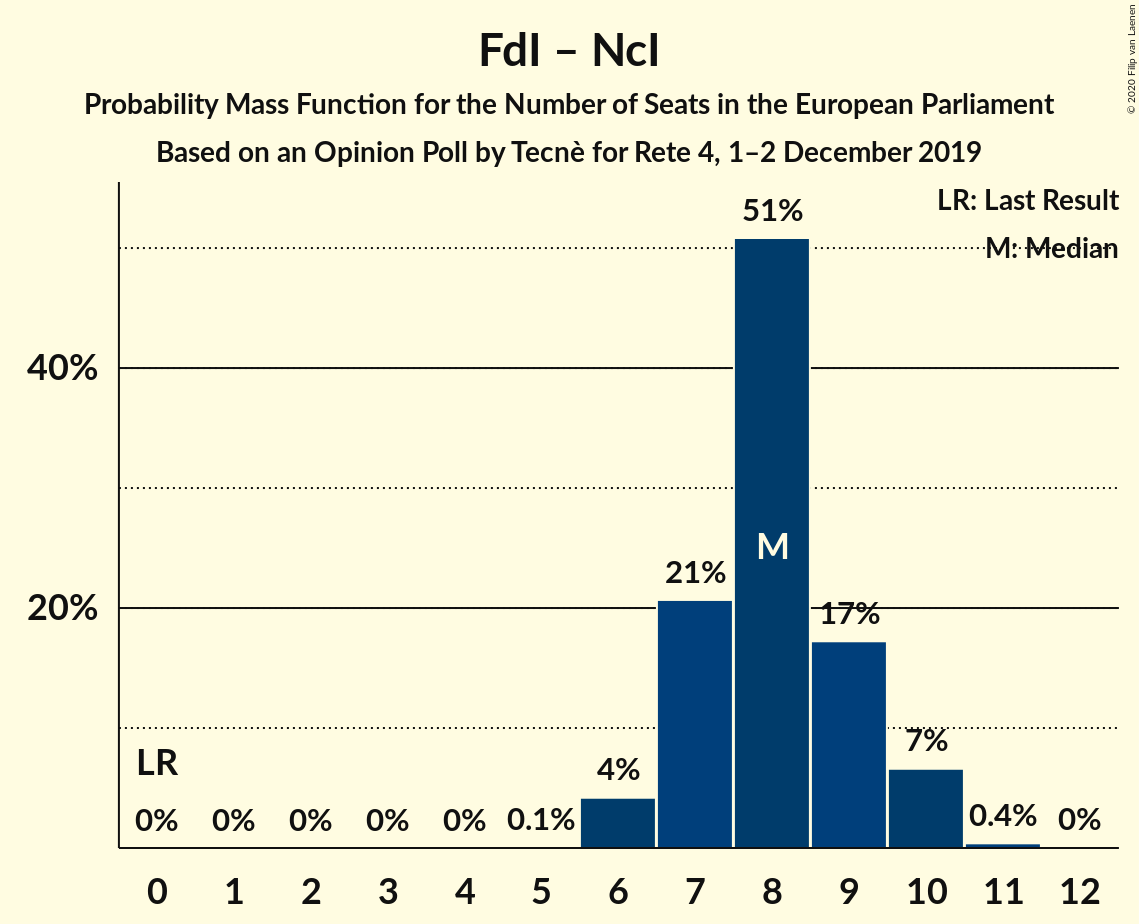 FdI – NcI
Probability Mass Function for the Number of Seats in the European Parliament
Based on an Opinion Poll by Tecnè for Rete 4, 1–2 December 2019
© 2020 Filip van Laenen
LR: Last Result
M: Median
51%
40%
M
21%
20%
17%
7%
LR
4%
0% 0% 0% 0% 0% 0.1% 0.4% 0%
0 1 2 3 4 5 6 7 8 9 10 11 12